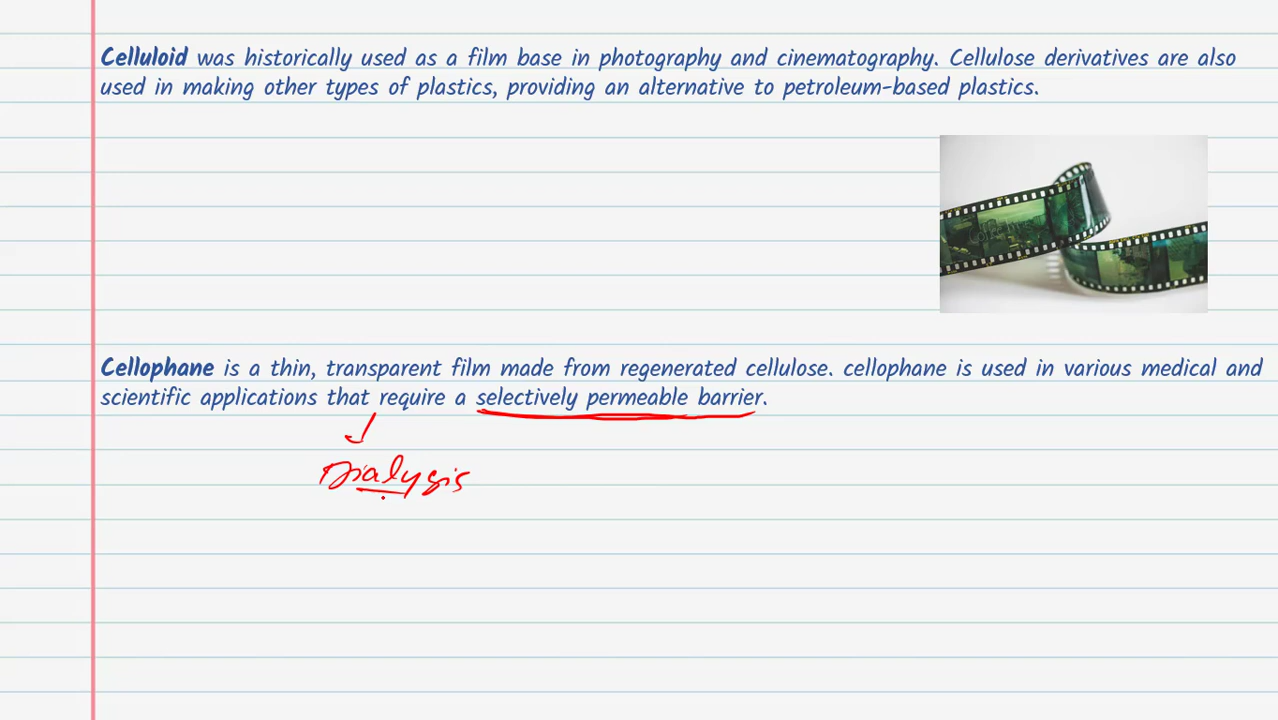 Celluloid was historically used as a film base in photography and cinematography. Cellulose derivatives are also
used in making other types of plastics, providing an alternative to petroleum-based plastics.
Cellophane is a thin, transparent film made from regenerated cellulose. cellophane is used in various medical and
scientific applications that require a selectively permeable barrier.
Dialysis